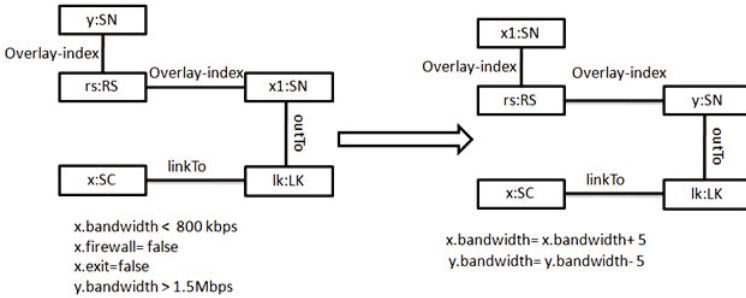 y:SN
Overlay-index
Overlay-index
rs:RS
x1:SN
outTo
linkTo
x:SC
lk:LK
x.bandwidth < 800 kbps
x.firewall= false
x.exit=false
y.bandwidth > 1.5Mbps
x1:SN
Overlay-index
Overlay-index
rs:RS
y:SN
outTo
linkTo
x:SC
lk:LK
x.bandwidth= x.bandwidth+ 5
y.bandwidth= y.bandwidth- 5